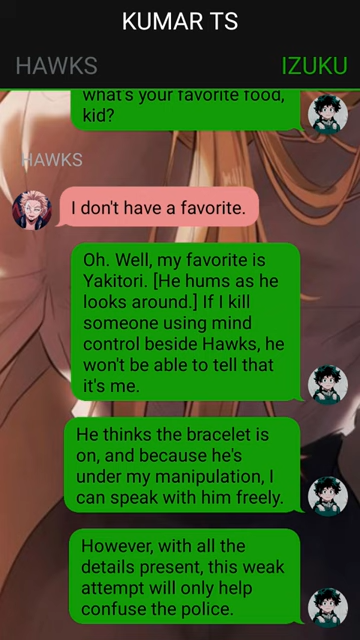 KUMAR TS
HAWKS IZUKU
what's your favorite food,
kid?
HAWKS
I don't have a favorite.
Oh. Well, my favorite is
Yakitori. [He hums as he
looks around.] If I kill
someone using mind
control beside Hawks, he
won't be able to tell that
it's me.
He thinks the bracelet is
on, and because he's
under my manipulation, I
can speak with him freely.
However, with all the
details present, this weak
attempt will only help
confuse the police.